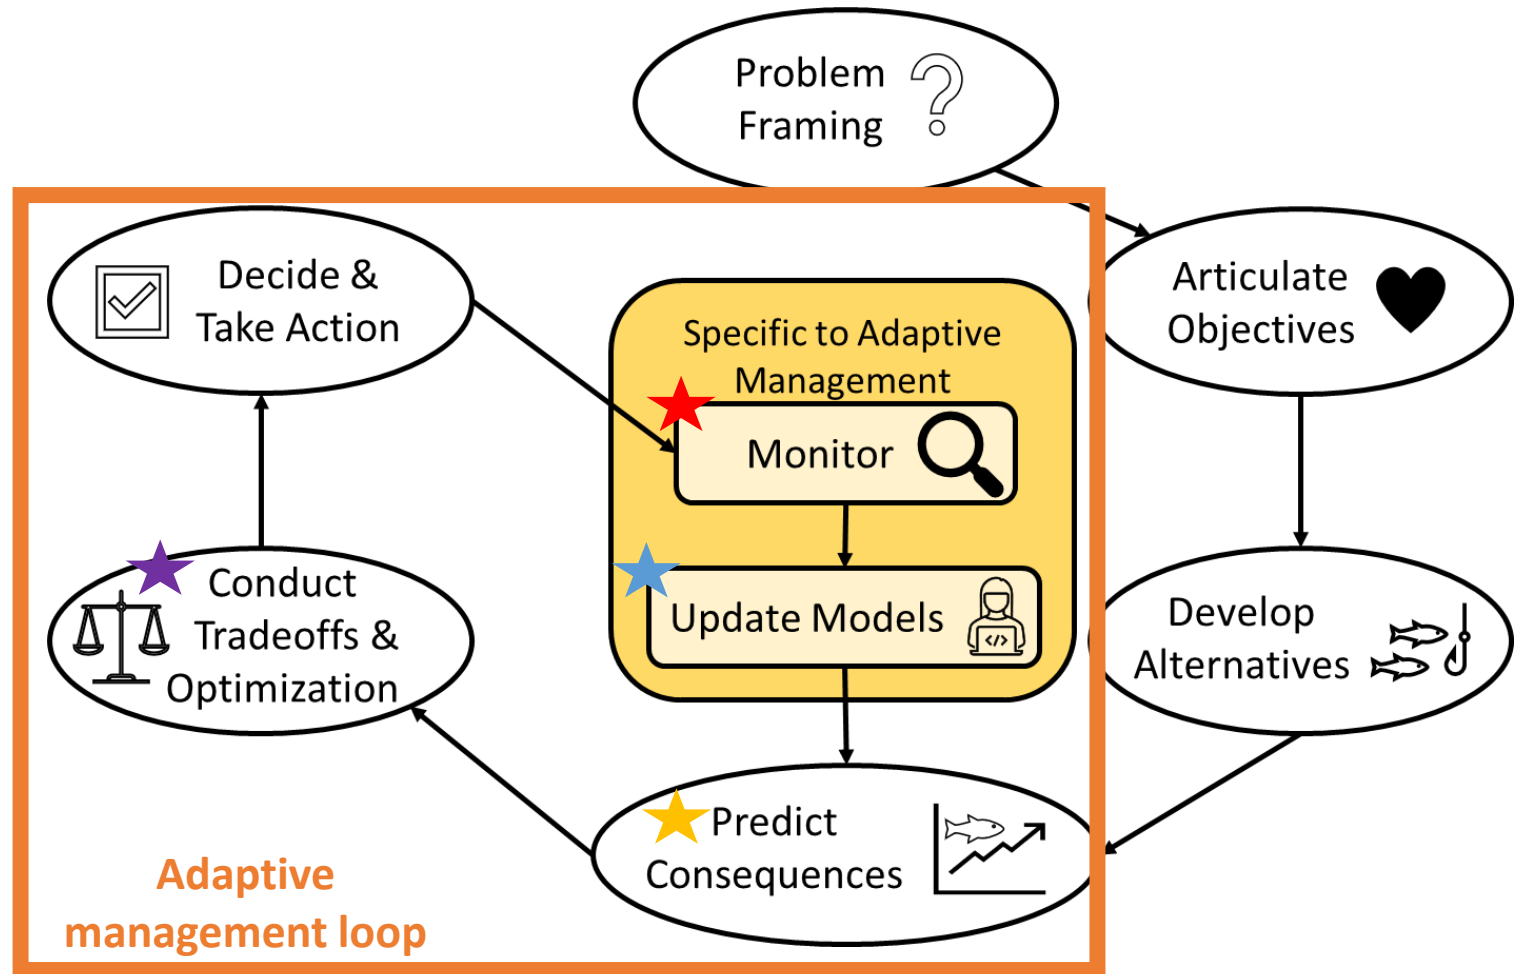 Problem
Framing
Articulate
Objectives
Develop
Alternatives
Predict
Consequences
Conduct
Tradeoffs &
Optimization
Decide &
Take Action
Specific to Adaptive
Management
Monitor
Update Models
</>
Adaptive
management loop